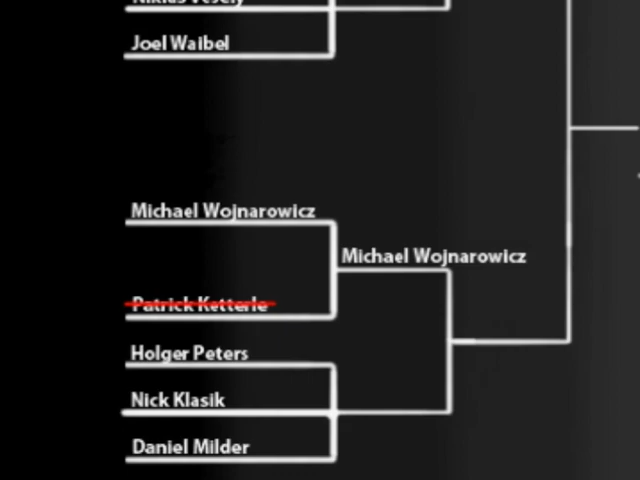 Joel Waibel
Michael Wojnarowicz
Michael Wojnarowicz
Patrick Ketterle
Holger Peters
Nick Klasik
Daniel Milder